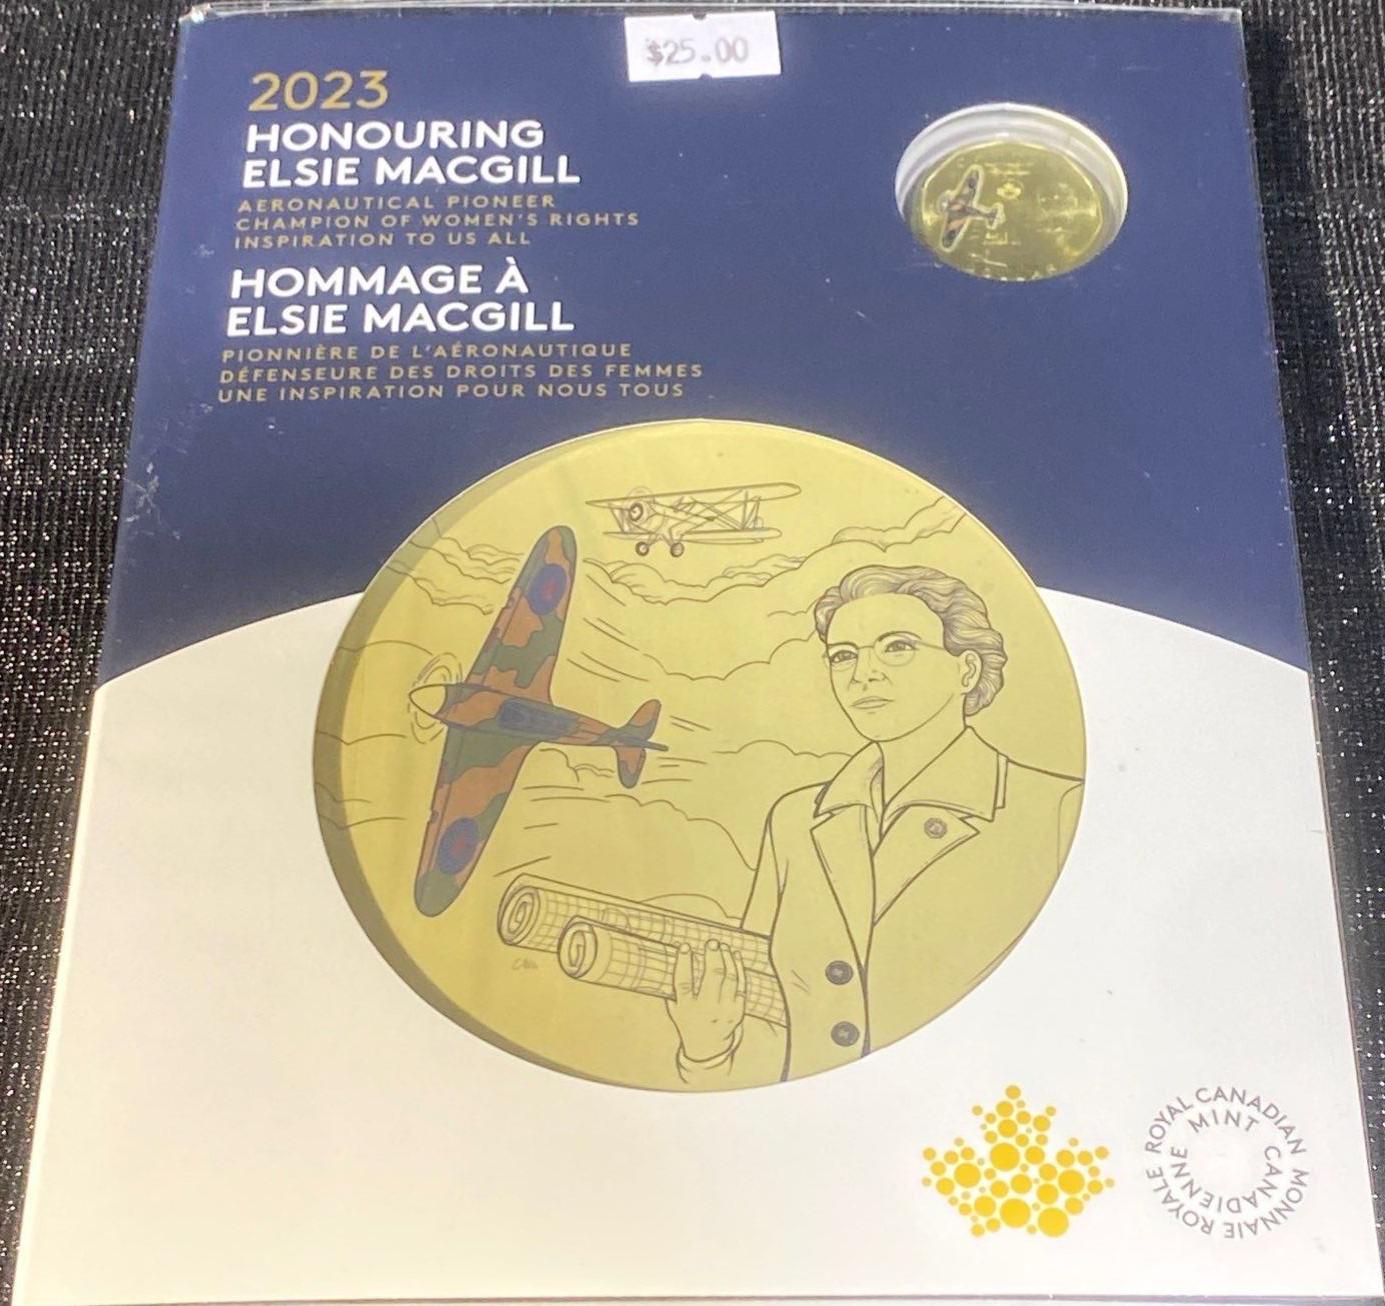 $25.00
2023
HONOURING
ELSIE MACGILL
AERONAUTICAL PIONEER
CHAMPION OF WOMEN'S RIGHTS
INSPIRATION TO US ALL
HOMMAGE À
ELSIE MACGILL
PIONNIÈRE DE L'AÉRONAUTIQUE
DÉFENSEURE DES DROITS DES FEMMES
UNE INSPIRATION POUR NOUS TOUS
ROYAL CANADIAN MINT
MONNAIE ROYALE CANADIENNE